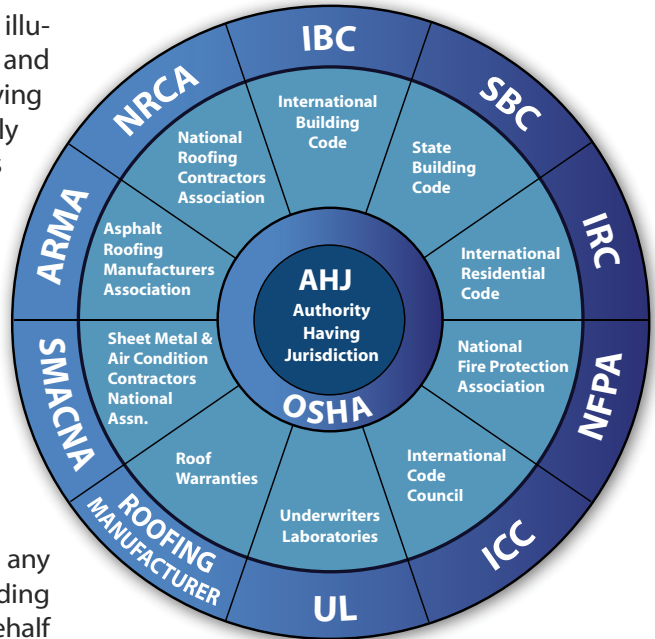 illu-
and
ving
ly
s
IBC
International
Building
Code
SBC
State
Building
Code
IRC
International
Residential
Code
NFPA
National
Fire Protection
Association
ICC
International
Code
Council
UL
Underwriters
Laboratories
ROOFING
MANUFACTURER
Roof
Warranties
SMACNA
Sheet Metal &
Air Condition
Contractors
National
Assn.
ARMA
Asphalt
Roofing
Manufacturers
Association
NRCA
National
Roofing
Contractors
Association
AHJ
Authority
Having
Jurisdiction
OSHA
any
ding
ehalf